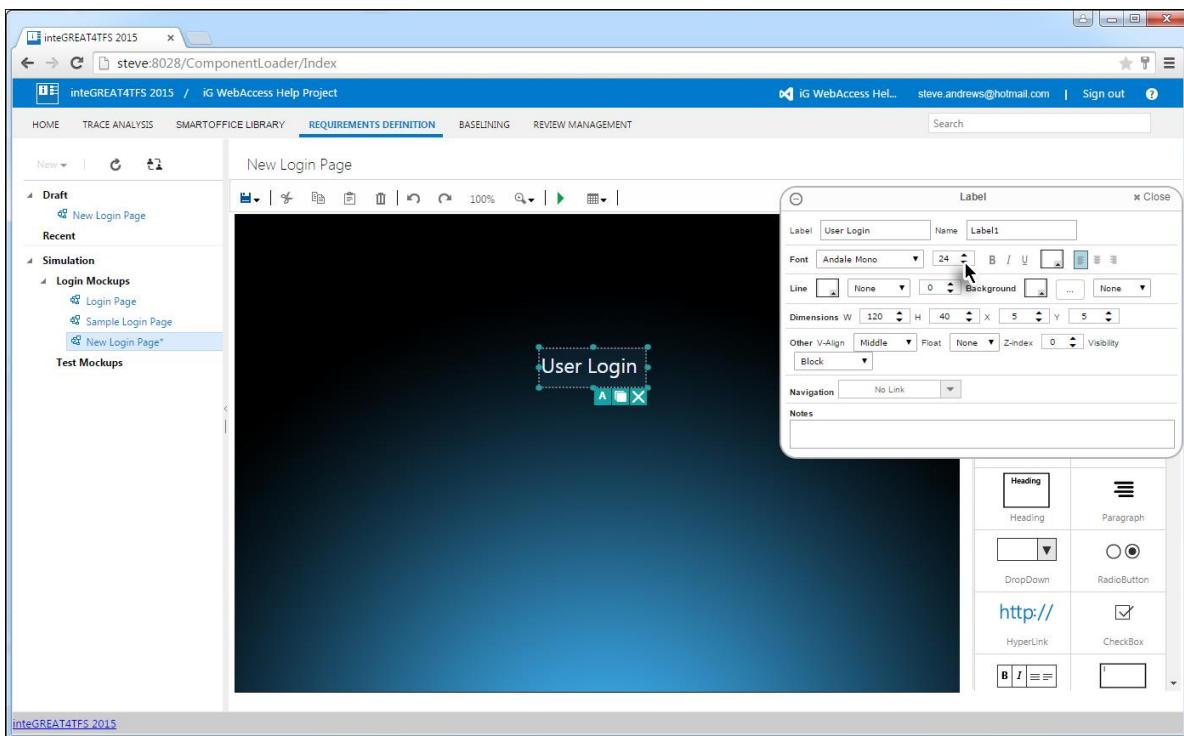 inteGREAT4TFS 2015
steve:8028/ComponentLoader/Index
inteGREAT4TFS 2015 / iG WebAccess Help Project
iG WebAccess Hel... steve.andrews@hotmail.com | Sign out ?
HOME TRACE ANALYSIS SMARTOFFICE LIBRARY REQUIREMENTS DEFINITION BASELINING REVIEW MANAGEMENT Search
New
New Login Page
Draft
New Login Page
Recent
Simulation
Login Mockups
Login Page
Sample Login Page
New Login Page*
Test Mockups
100%
User Login
A
Label Close
Label User Login Name Label1
Font Andale Mono 24 B I U
Line None 0 Background ... None
Dimensions W 120 H 40 X 5 Y 5
Other V-Align Middle Float None Z-index 0 Visibility
Block
Navigation No Link
Notes
Heading
Heading Paragraph
DropDown RadioButton
http://
HyperLink CheckBox
B I
inteGREAT4TFS 2015